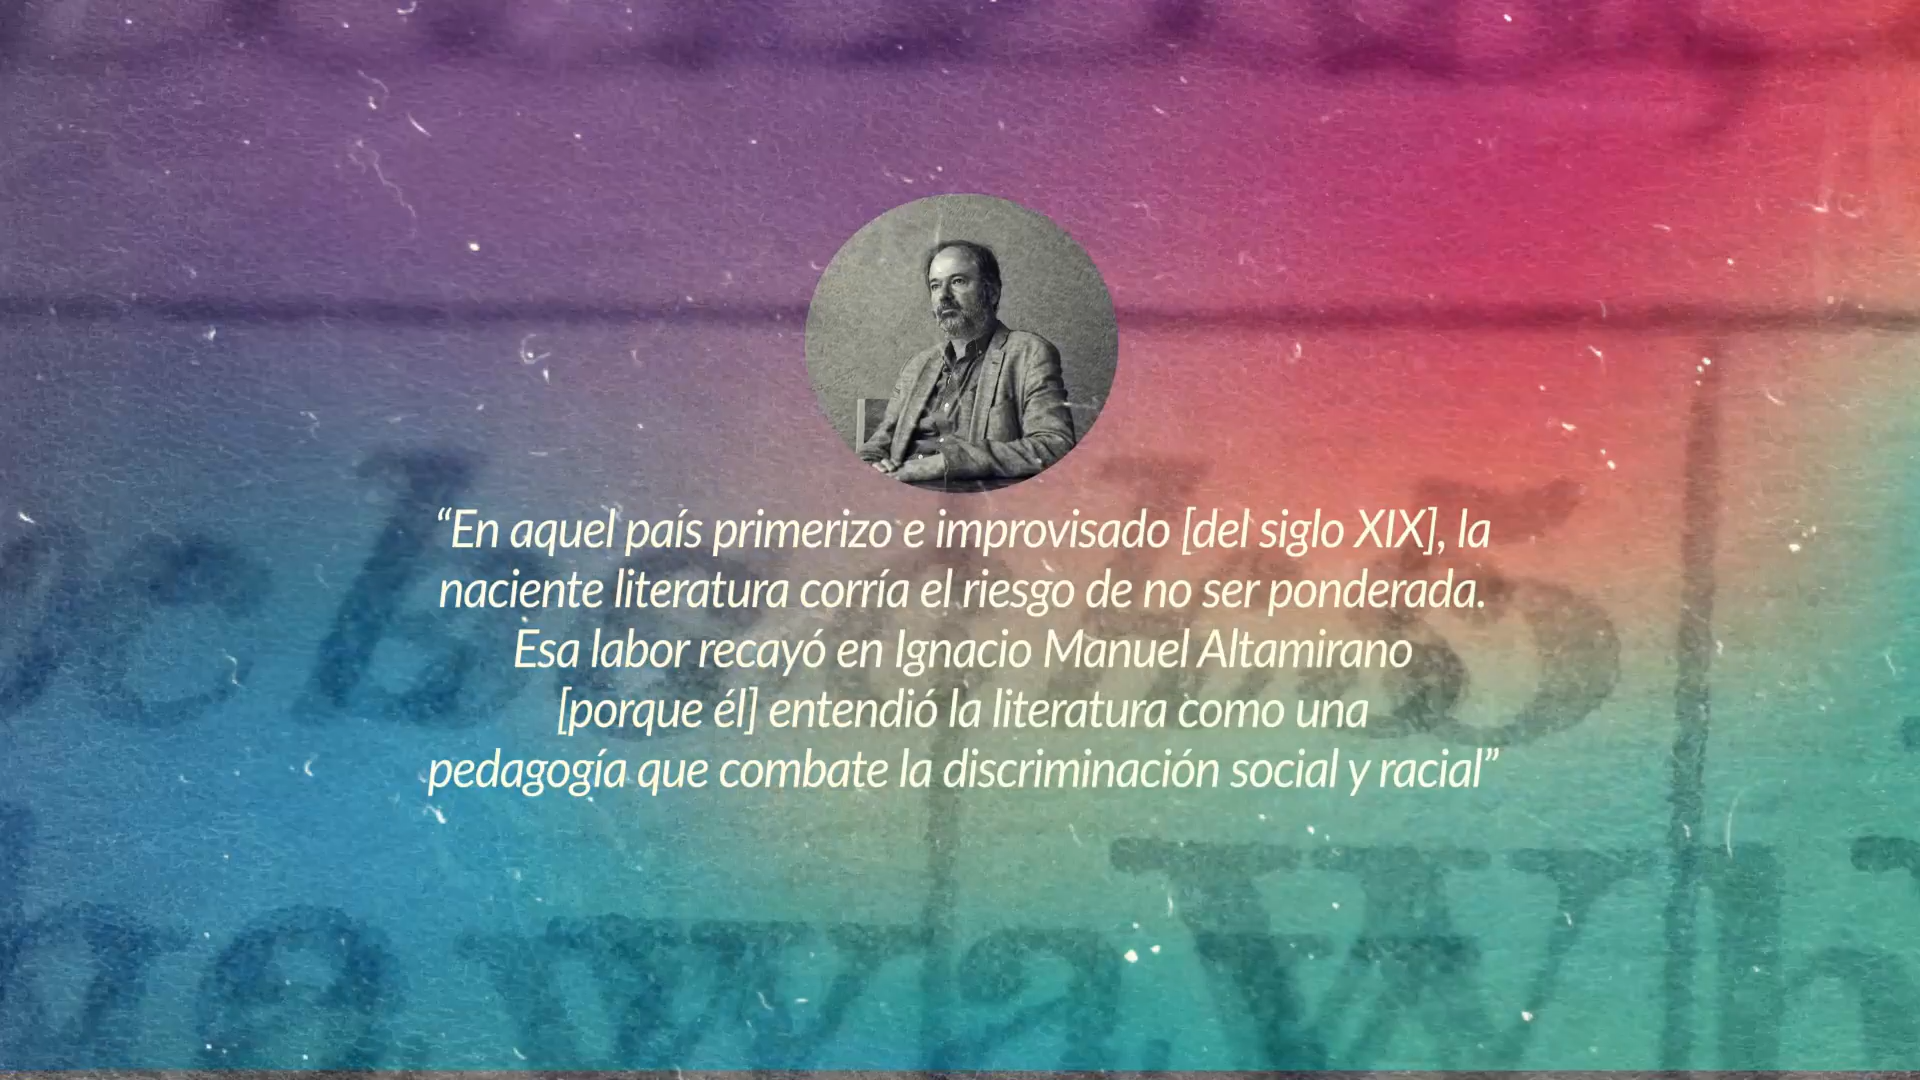 “En aquel país primerizo e improvisado [del siglo XIX], la
naciente literatura corría el riesgo de no ser ponderada.
Esa labor recayó en Ignacio Manuel Altamirano
[porque él] entendió la literatura como una
pedagogía que combate la discriminación social y racial”